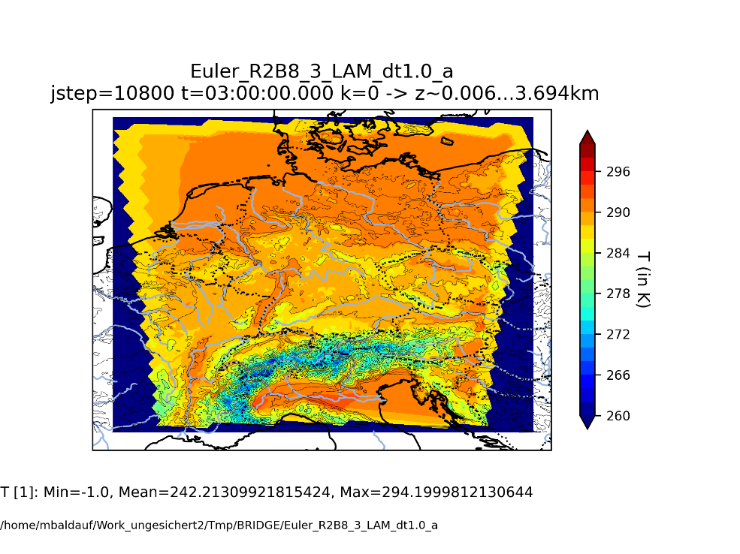 Euler_R2B8_3_LAM_dt1.0_a
jstep=10800 t=03:00:00.000 k=0 -> z~0.006...3.694km
296
290
284
278
272
266
260
T (in K)
T [1]: Min=-1.0, Mean=242.21309921815424, Max=294.1999812130644
/home/mbaldauf/Work_ungesichert2/Tmp/BRIDGE/Euler_R2B8_3_LAM_dt1.0_a